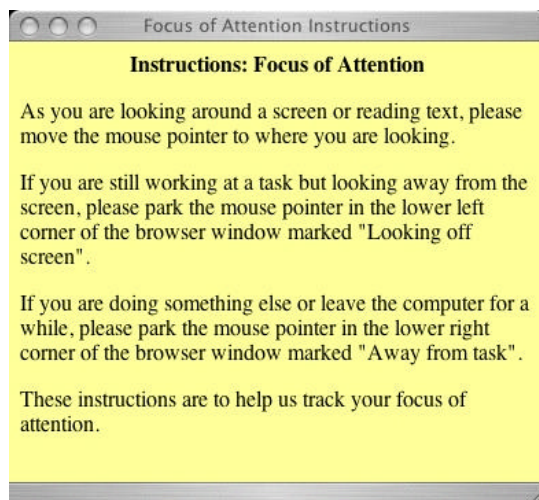 Focus of Attention Instructions
Instructions: Focus of Attention
As you are looking around a screen or reading text, please
move the mouse pointer to where you are looking.
If you are still working at a task but looking away from the
screen, please park the mouse pointer in the lower left
corner of the browser window marked "Looking off
screen".
If you are doing something else or leave the computer for a
while, please park the mouse pointer in the lower right
corner of the browser window marked "Away from task".
These instructions are to help us track your focus of
attention.